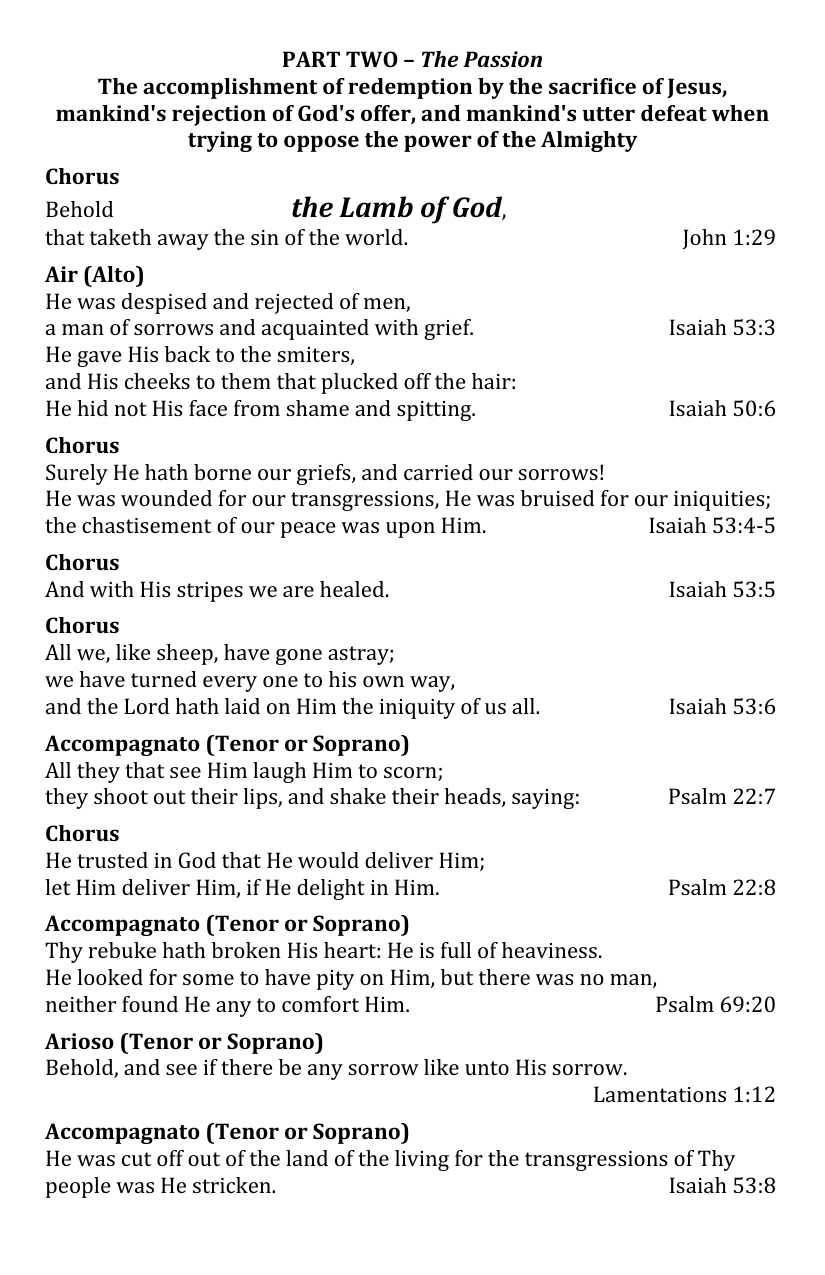 PART TWO – The Passion
The accomplishment of redemption by the sacrifice of Jesus,
mankind's rejection of God's offer, and mankind's utter defeat when
trying to oppose the power of the Almighty
Chorus
Behold the Lamb of God,
that taketh away the sin of the world. John 1:29
Air (Alto)
He was despised and rejected of men,
a man of sorrows and acquainted with grief. Isaiah 53:3
He gave His back to the smiters,
and His cheeks to them that plucked off the hair:
He hid not His face from shame and spitting. Isaiah 50:6
Chorus
Surely He hath borne our griefs, and carried our sorrows!
He was wounded for our transgressions, He was bruised for our iniquities;
the chastisement of our peace was upon Him. Isaiah 53:4-5
Chorus
And with His stripes we are healed. Isaiah 53:5
Chorus
All we, like sheep, have gone astray;
we have turned every one to his own way,
and the Lord hath laid on Him the iniquity of us all. Isaiah 53:6
Accompagnato (Tenor or Soprano)
All they that see Him laugh Him to scorn;
they shoot out their lips, and shake their heads, saying: Psalm 22:7
Chorus
He trusted in God that He would deliver Him;
let Him deliver Him, if He delight in Him. Psalm 22:8
Accompagnato (Tenor or Soprano)
Thy rebuke hath broken His heart: He is full of heaviness.
He looked for some to have pity on Him, but there was no man,
neither found He any to comfort Him. Psalm 69:20
Arioso (Tenor or Soprano)
Behold, and see if there be any sorrow like unto His sorrow.
Lamentations 1:12
Accompagnato (Tenor or Soprano)
He was cut off out of the land of the living for the transgressions of Thy
people was He stricken. Isaiah 53:8